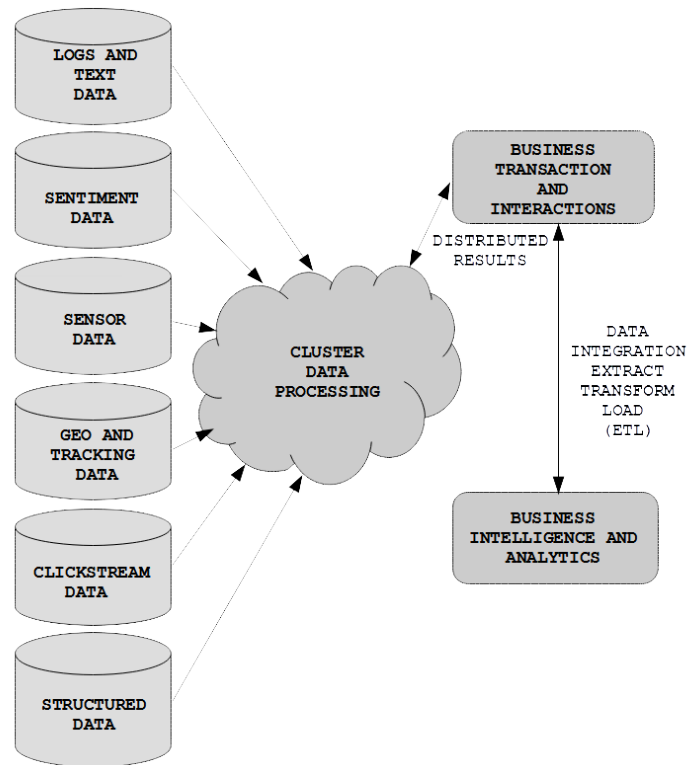 LOGS AND
TEXT
DATA
SENTIMENT
DATA
SENSOR
DATA
GEO AND
TRACKING
DATA
CLICKSTREAM
DATA
STRUCTURED
DATA
CLUSTER
DATA
PROCESSING
BUSINESS
TRANSACTION
AND
INTERACTIONS
DISTRIBUTED
RESULTS
DATA
INTEGRATION
EXTRACT
TRANSFORM
LOAD
(ETL)
BUSINESS
INTELLIGENCE AND
ANALYTICS